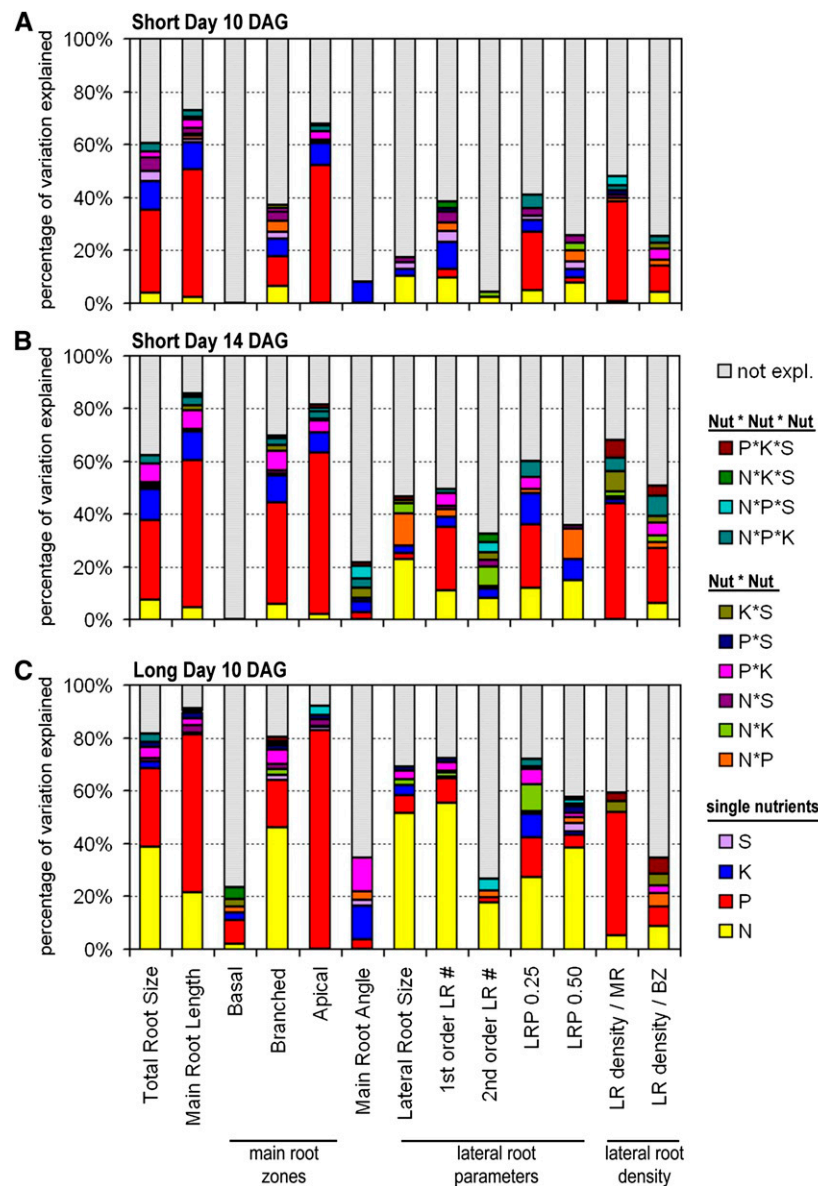 A
Short Day 10 DAG
percentage of variation explained
100%
80%
60%
40%
20%
0%
B
Short Day 14 DAG
percentage of variation explained
100%
80%
60%
40%
20%
0%
C
Long Day 10 DAG
percentage of variation explained
100%
80%
60%
40%
20%
0%
Total Root Size
Main Root Length
Basal
Branched
Apical
Main Root Angle
Lateral Root Size
1st order LR #
2nd order LR #
LRP 0.25
LRP 0.50
LR density / MR
LR density / BZ
main root
zones
lateral root
parameters
lateral root
density
not expl.
Nut * Nut * Nut
P*K*S
N*K*S
N*P*S
N*P*K
Nut * Nut
K*S
P*S
P*K
N*S
N*K
N*P
single nutrients
S
K
P
N